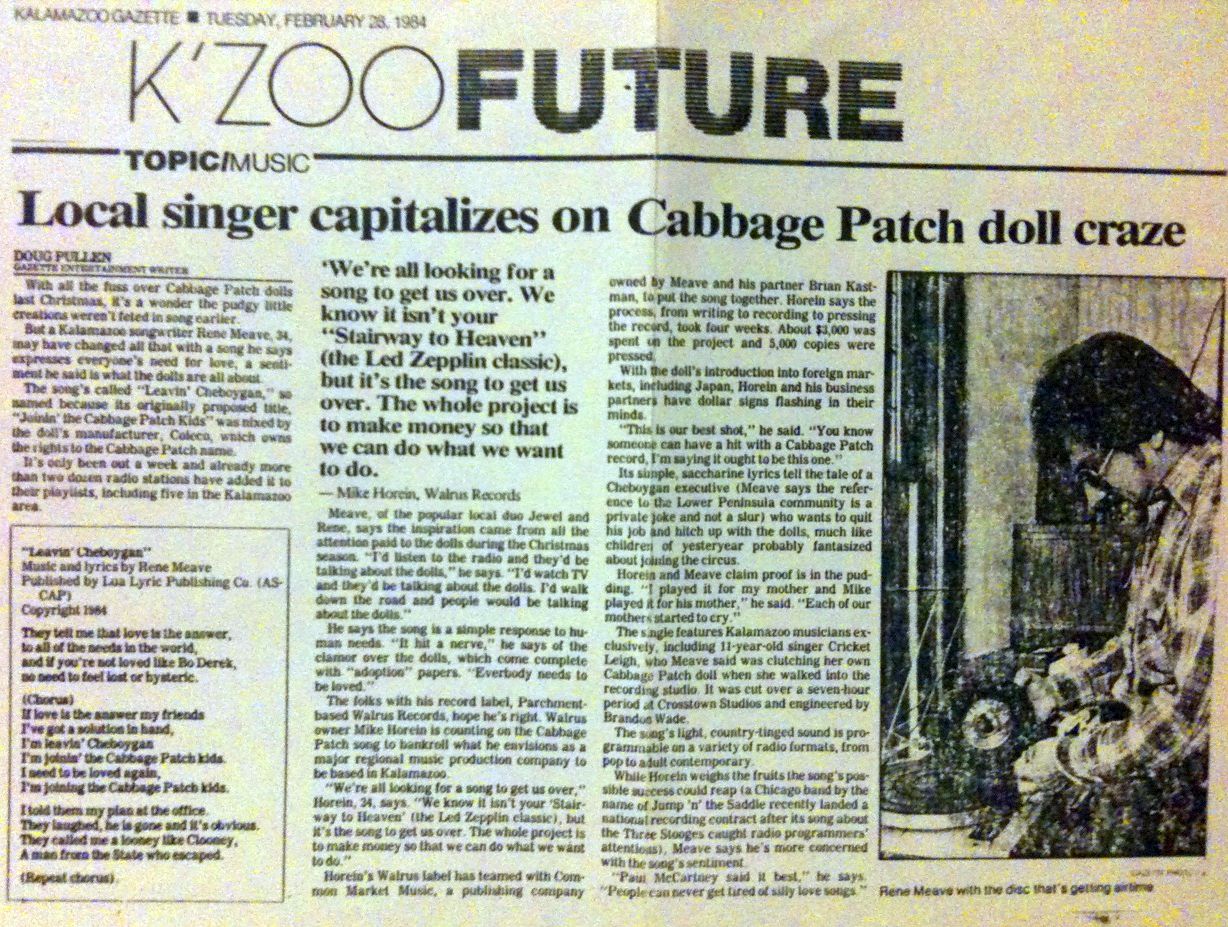 KALAMAZOO GAZETTE ■ TUESDAY, FEBRUARY 28, 1984
K'ZOO FUTURE
TOPIC/MUSIC
Local singer capitalizes on Cabbage Patch doll craze
DOUG PULLEN
GAZETTE ENTERTAINMENT WRITER
With all the fuss over Cabbage Patch dolls
last Christmas, it's a wonder the pudgy little
creations weren't feted in song earlier.
But a Kalamazoo songwriter Rene Meave, 34,
may have changed all that with a song he says
expresses everyone's need for love, a senti-
ment he said is what the dolls are all about.
The song's called "Leavin' Cheboygan," so
named because its originally proposed title,
"Joinin' the Cabbage Patch Kids" was nixed by
the doll's manufacturer, Coleco, which owns
the rights to the Cabbage Patch name.
It's only been out a week and already more
than two dozen radio stations have added it to
their playlists, including five in the Kalamazoo
area.
"Leavin' Cheboygan"
Music and lyrics by Rene Meave
Published by Lua Lyric Publishing Co. (AS-
CAP)
Copyright 1984
They tell me that love is the answer,
to all of the needs in the world,
and if you're not loved like Bo Derek,
no need to feel lost or hysteric.
(Chorus)
If love is the answer my friends
I've got a solution in hand,
I'm leavin' Cheboygan
I'm joinin' the Cabbage Patch kids.
I need to be loved again,
I'm joining the Cabbage Patch kids.
I told them my plan at the office.
They laughed, he is gone and it's obvious.
They called me a looney like Clooney,
A man from the State who escaped.
(Repeat chorus).
'We're all looking for a
song to get us over. We
know it isn't your
"Stairway to Heaven"
(the Led Zepplin classic),
but it's the song to get us
over. The whole project is
to make money so that
we can do what we want
to do.
— Mike Horein, Walrus Records
Meave, of the popular local duo Jewel and
Rene, says the inspiration came from all the
attention paid to the dolls during the Christmas
season. "I'd listen to the radio and they'd be
talking about the dolls," he says. "I'd watch TV
and they'd be talking about the dolls. I'd walk
down the road and people would be talking
about the dolls."
He says the song is a simple response to hu-
man needs. "It hit a nerve," he says of the
clamor over the dolls, which come complete
with "adoption" papers. "Everbody needs to
be loved."
The folks with his record label, Parchment-
based Walrus Records, hope he's right. Walrus
owner Mike Horein is counting on the Cabbage
Patch song to bankroll what he envisions as a
major regional music production company to
be based in Kalamazoo.
"We're all looking for a song to get us over,"
Horein, 34, says. "We know it isn't your 'Stair-
way to Heaven' (the Led Zepplin classic), but
it's the song to get us over. The whole project is
to make money so that we can do what we want
to do."
Horein's Walrus label has teamed with Com-
mon Market Music, a publishing company
owned by Meave and his partner Brian Kast-
man, to put the song together. Horein says the
process, from writing to recording to pressing
the record, took four weeks. About $3,000 was
spent on the project and 5,000 copies were
pressed.
With the doll's introduction into foreign mar-
kets, including Japan, Horein and his business
partners have dollar signs flashing in their
minds.
"This is our best shot," he said. "You know
someone can have a hit with a Cabbage Patch
record, I'm saying it ought to be this one."
Its simple, saccharine lyrics tell the tale of a
Cheboygan executive (Meave says the refer-
ence to the Lower Peninsula community is a
private joke and not a slur) who wants to quit
his job and hitch up with the dolls, much like
children of yesteryear probably fantasized
about joining the circus.
Horein and Meave claim proof is in the pud-
ding. "I played it for my mother and Mike
played it for his mother," he said. "Each of our
mothers started to cry."
The single features Kalamazoo musicians ex-
clusively, including 11-year-old singer Cricket
Leigh, who Meave said was clutching her own
Cabbage Patch doll when she walked into the
recording studio. It was cut over a seven-hour
period at Crosstown Studios and engineered by
Brandon Wade.
The song's light, country-tinged sound is pro-
grammable on a variety of radio formats, from
pop to adult contemporary.
While Horein weighs the fruits the song's pos-
sible success could reap (a Chicago band by the
name of Jump 'n' the Saddle recently landed a
national recording contract after its song about
the Three Stooges caught radio programmers'
attentions), Meave says he's more concerned
with the song's sentiment.
"Paul McCartney said it best," he says.
"People can never get tired of silly love songs."
GAZETTE PHOTO
Rene Meave with the disc that's getting airtime